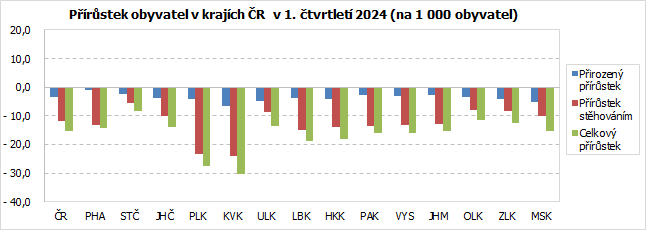 Přírůstek obyvatel v krajích ČR v 1. čtvrtletí 2024 (na 1 000 obyvatel)
20,0
10,0
0,0
- 10,0
- 20,0
- 30,0
- 40,0
ČR PHA STČ JHČ PLK KVK ULK LBK HKK PAK VYS JHM OLK ZLK MSK
Přirozený
přírůstek
Přírůstek
stěhováním
Celkový
přírůstek